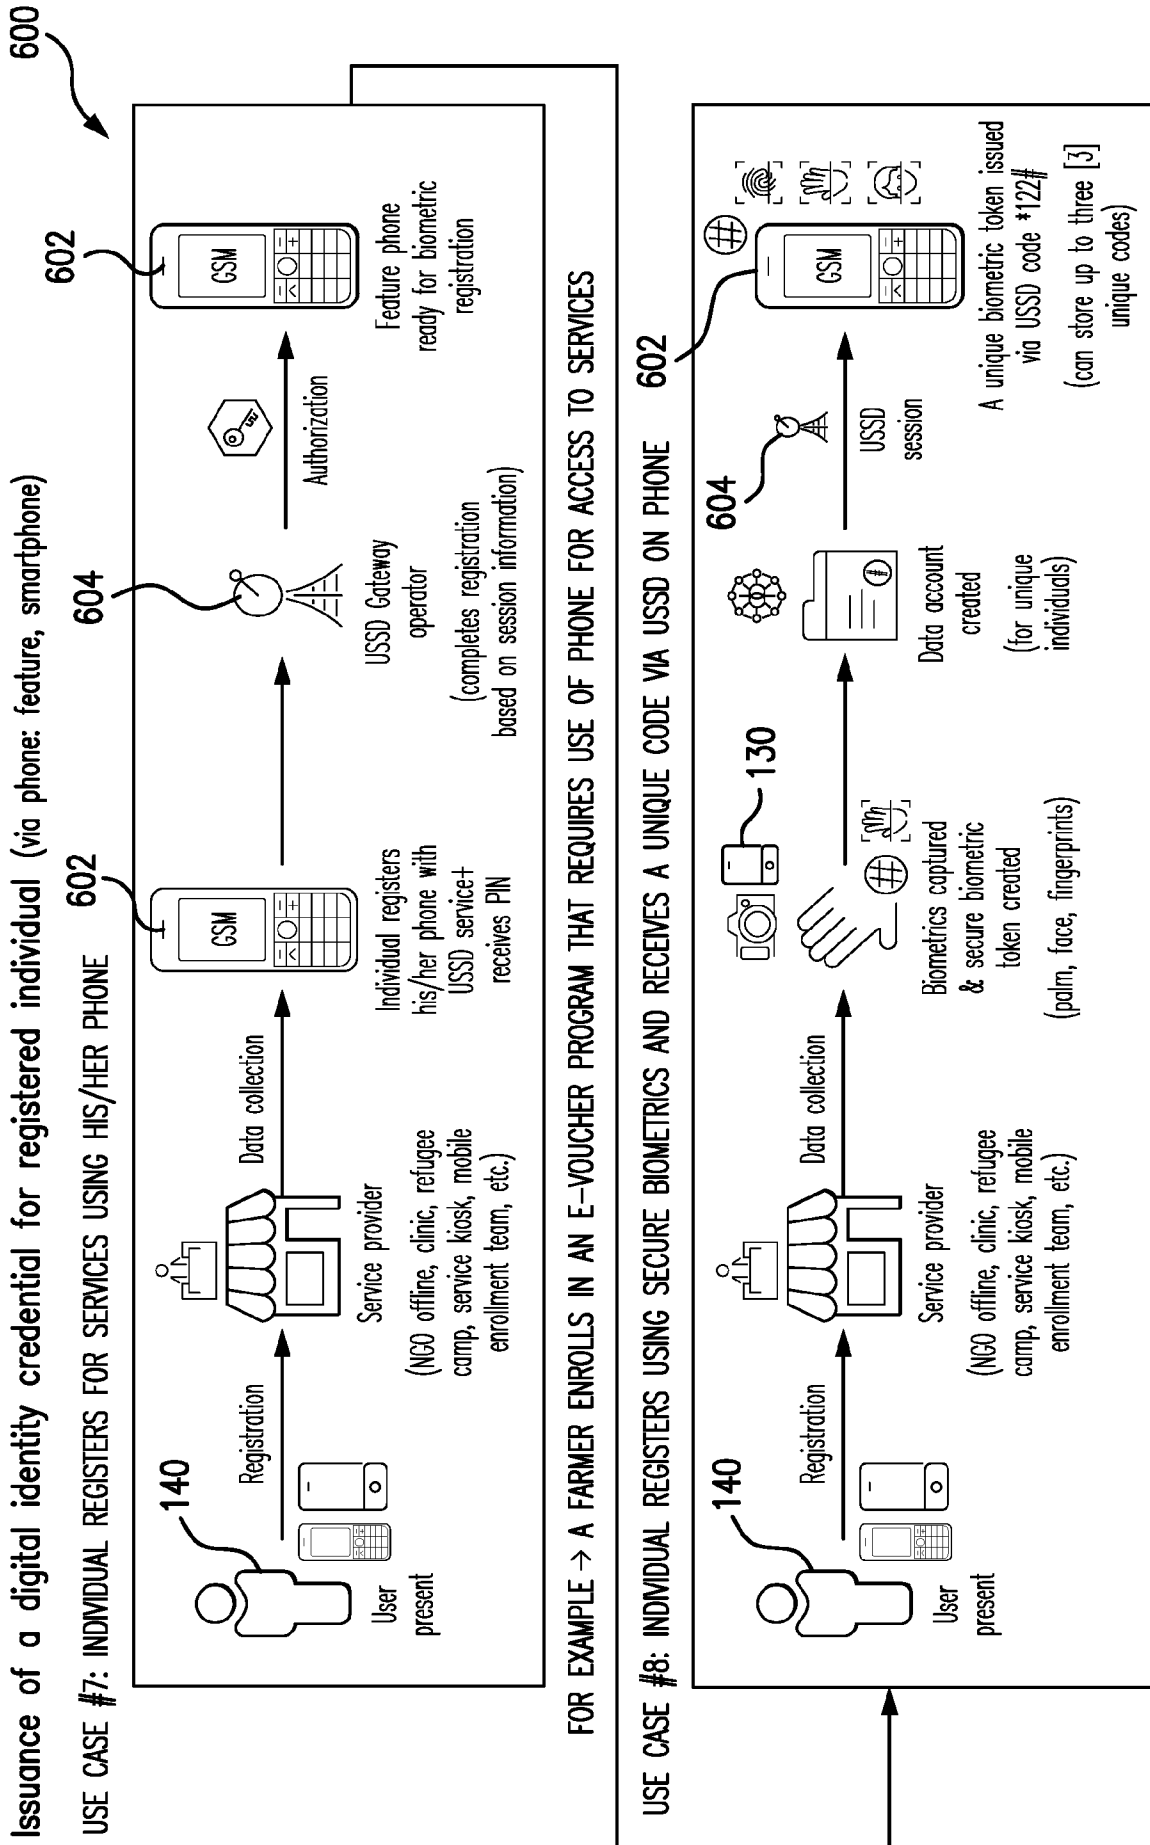 600
Issuance of a digital identity credential for registered individual (via phone: feature, smartphone)
USE CASE #7: INDIVIDUAL REGISTERS FOR SERVICES USING HIS/HER PHONE
140
User
present
Registration
Service provider
(NGO offline, clinic, refugee
camp, service kiosk, mobile
enrollment team, etc.)
Data collection
602
GSM
Individual registers
his/her phone with
USSD service+
receives PIN
604
USSD Gateway
operator
(completes registration
based on session information)
Authorization
602
GSM
Feature phone
ready for biometric
registration
FOR EXAMPLE → A FARMER ENROLLS IN AN E-VOUCHER PROGRAM THAT REQUIRES USE OF PHONE FOR ACCESS TO SERVICES
USE CASE #8: INDIVIDUAL REGISTERS USING SECURE BIOMETRICS AND RECEIVES A UNIQUE CODE VIA USSD ON PHONE
140
User
present
Registration
Service provider
(NGO offline, clinic, refugee
camp, service kiosk, mobile
enrollment team, etc.)
Data collection
130
#
Biometrics captured
& secure biometric
token created
(palm, face, fingerprints)
#
Data account
created
(for unique
individuals)
604
USSD
session
602
#
GSM
A unique biometric token issued
via USSD code *122#
(can store up to three [3]
unique codes)